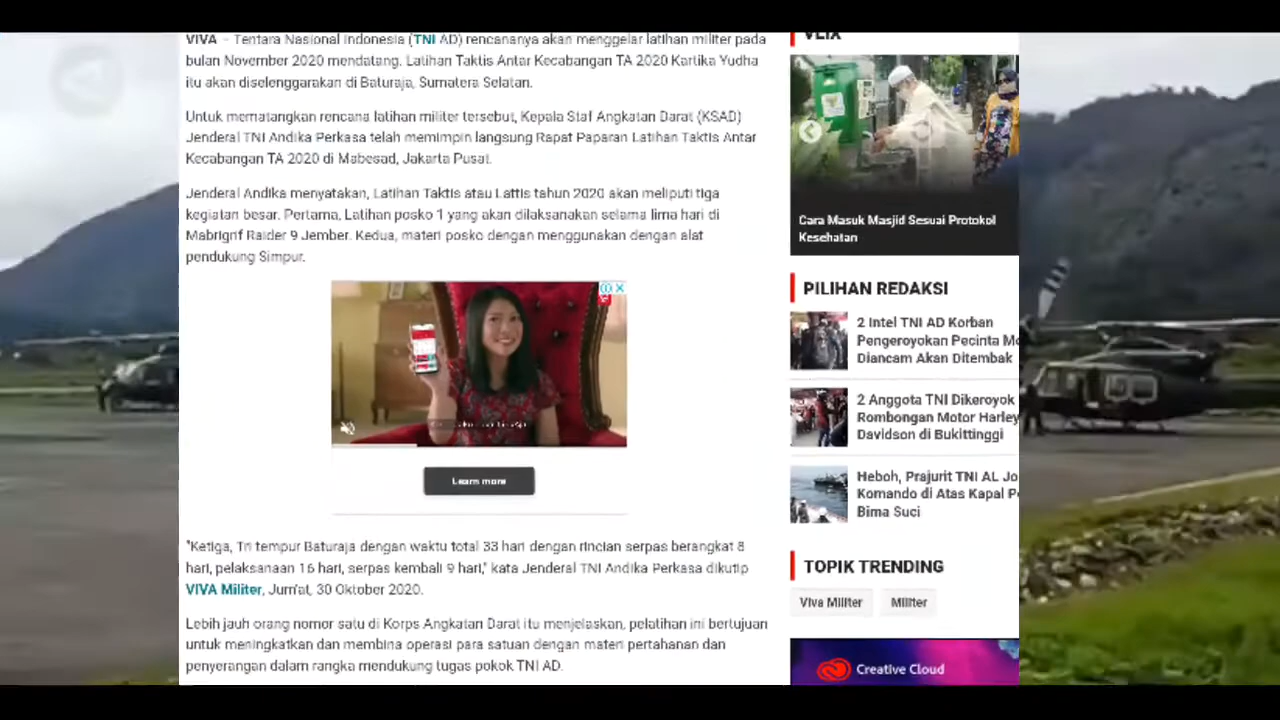 VIVA – Tentara Nasional Indonesia (TNI AD) rencananya akan menggelar latihan militer pada
bulan November 2020 mendatang. Latihan Taktis Antar Kecabangan TA 2020 Kartika Yudha
itu akan diselenggarakan di Baturaja, Sumatera Selatan.
Untuk mematangkan rencana latihan militer tersebut, Kepala Staf Angkatan Darat (KSAD)
Jenderal TNI Andika Perkasa telah memimpin langsung Rapat Paparan Latihan Taktis Antar
Kecabangan TA 2020 di Mabesad, Jakarta Pusat.
Jenderal Andika menyatakan, Latihan Taktis atau Lattis tahun 2020 akan meliputi tiga
kegiatan besar. Pertama, Latihan posko 1 yang akan dilaksanakan selama lima hari di
Mabrigrif Raider 9 Jember. Kedua, materi posko dengan menggunakan dengan alat
pendukung Simpur.
Learn more
"Ketiga, Tri tempur Baturaja dengan waktu total 33 hari dengan rincian serpas berangkat 8
hari, pelaksanaan 16 hari, serpas kembali 9 hari," kata Jenderal TNI Andika Perkasa dikutip
VIVA Militer, Jum'at, 30 Oktober 2020.
Lebih jauh orang nomor satu di Korps Angkatan Darat itu menjelaskan, pelatihan ini bertujuan
untuk meningkatkan dan membina operasi para satuan dengan materi pertahanan dan
penyerangan dalam rangka mendukung tugas pokok TNI AD.
VLIX
Cara Masuk Masjid Sesuai Protokol
Kesehatan
PILIHAN REDAKSI
2 Intel TNI AD Korban
Pengeroyokan Pecinta Mo
Diancam Akan Ditembak
2 Anggota TNI Dikeroyok
Rombongan Motor Harley
Davidson di Bukittinggi
Heboh, Prajurit TNI AL Jo
Komando di Atas Kapal P
Bima Suci
TOPIK TRENDING
Viva Militer
Militer
Creative Cloud